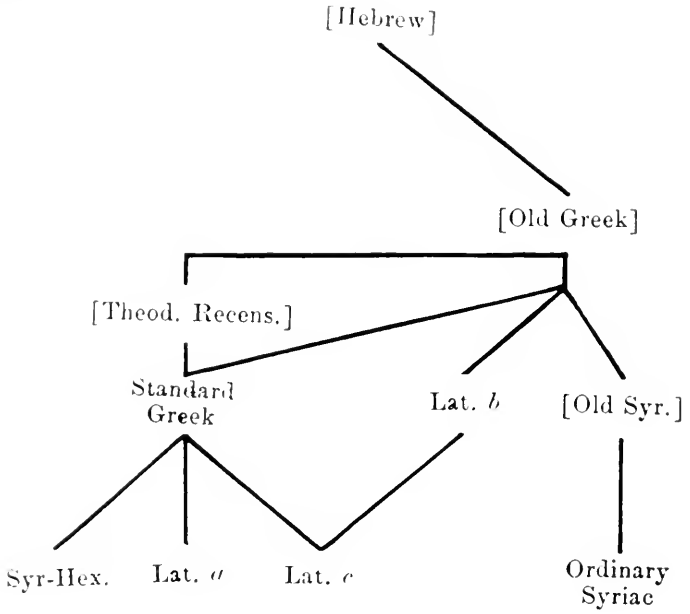 [Hebrew]
[Old Greek]
[Theod. Recens.]
Standard
Greek
Lat. b
[Old Syr.]
Syr-Hex.
Lat. a
Lat. c
Ordinary
Syriac